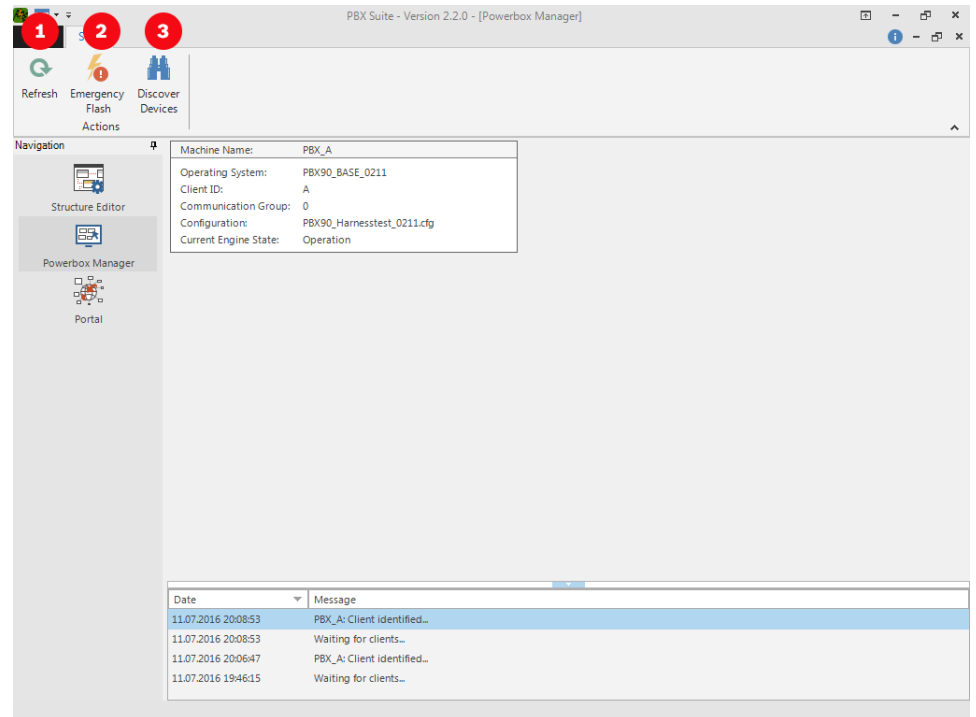 PBX Suite - Version 2.2.0 - [Powerbox Manager]
1 2 3
Refresh Emergency Flash Discover Devices
Actions
Navigation
Structure Editor
Powerbox Manager
Portal
Machine Name: PBX_A
Operating System: PBX90_BASE_0211
Client ID: A
Communication Group: 0
Configuration: PBX90_Harnesstest_0211.cfg
Current Engine State: Operation
Date Message
11.07.2016 20:08:53 PBX_A: Client identified...
11.07.2016 20:08:53 Waiting for clients...
11.07.2016 20:06:47 PBX_A: Client identified...
11.07.2016 19:46:15 Waiting for clients...